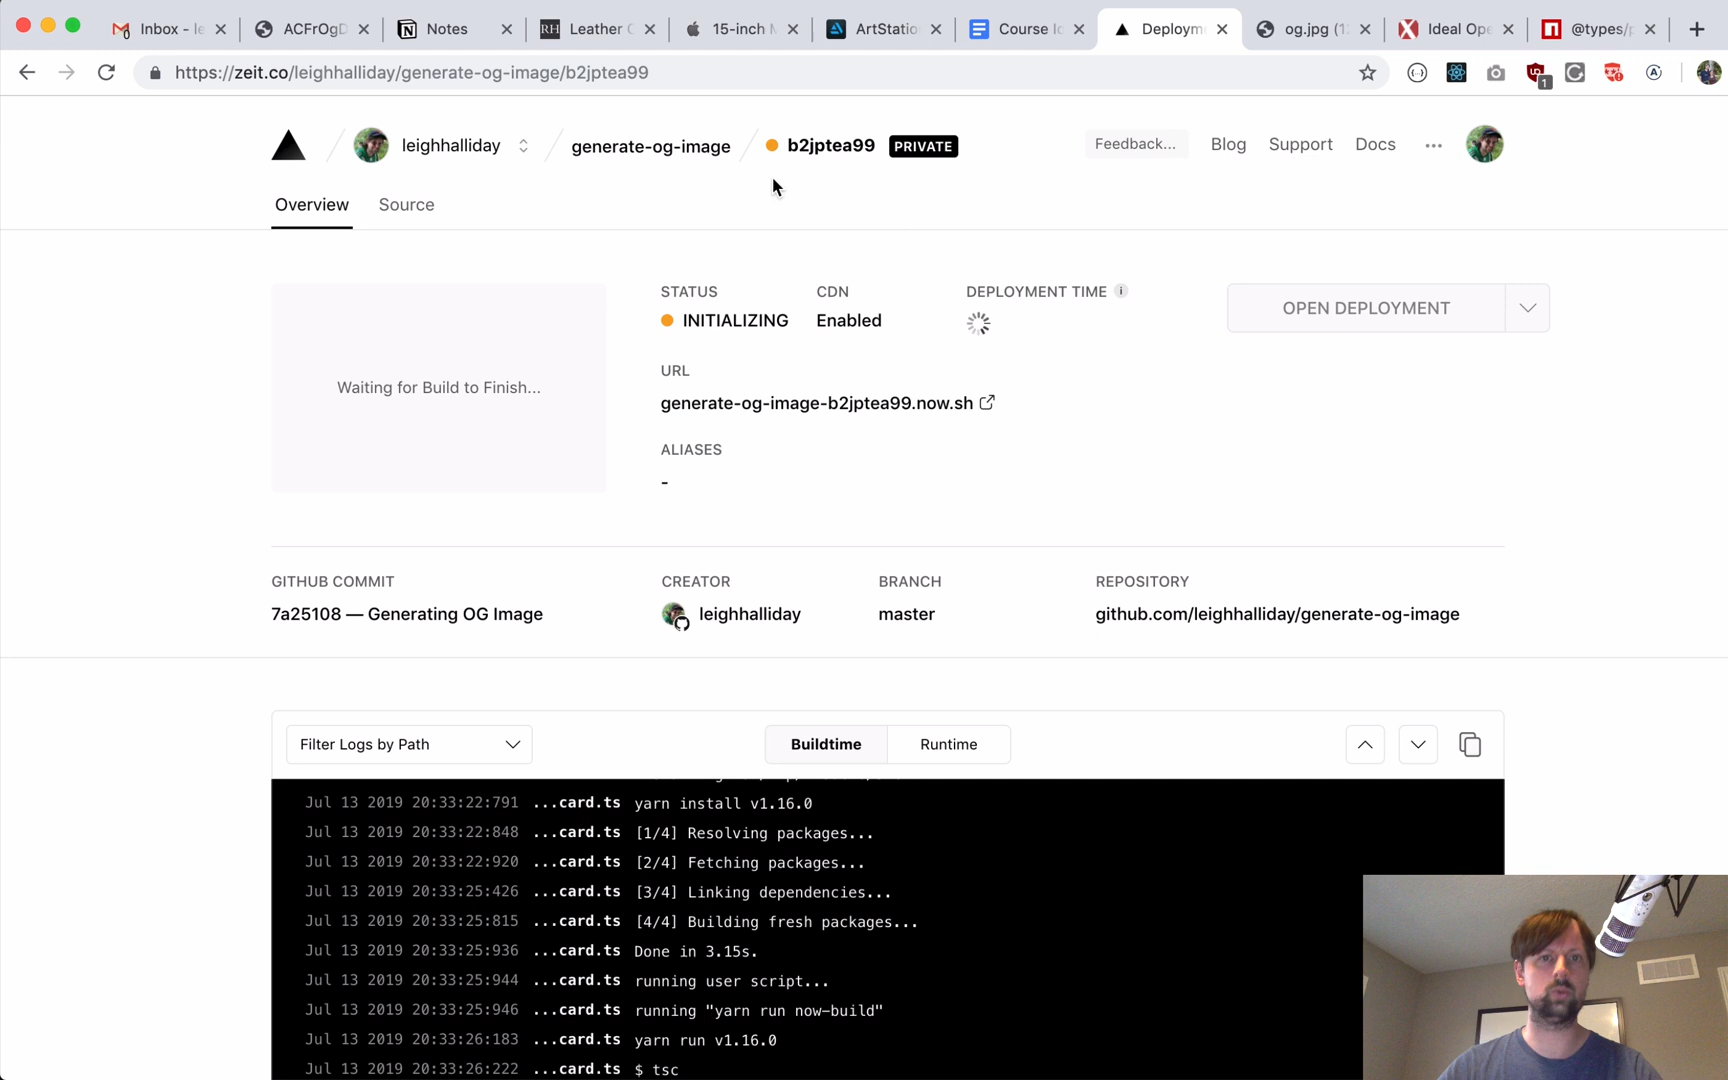 Inbox - le
ACFrOgD
Notes
RH Leather C
15-inch M
ArtStation
Course Id
Deploym
og.jpg (1
Ideal Ope
@types/p
https://zeit.co/leighhalliday/generate-og-image/b2jptea99
1
leighhalliday
generate-og-image
b2jptea99
PRIVATE
Feedback...
Blog
Support
Docs
Overview
Source
Waiting for Build to Finish...
STATUS
INITIALIZING
CDN
Enabled
DEPLOYMENT TIME
OPEN DEPLOYMENT
URL
generate-og-image-b2jptea99.now.sh
ALIASES
-
GITHUB COMMIT
7a25108 — Generating OG Image
CREATOR
leighhalliday
BRANCH
master
REPOSITORY
github.com/leighhalliday/generate-og-image
Filter Logs by Path
Buildtime
Runtime
Jul 13 2019 20:33:22:791 ...card.ts yarn install v1.16.0
Jul 13 2019 20:33:22:848 ...card.ts [1/4] Resolving packages...
Jul 13 2019 20:33:22:920 ...card.ts [2/4] Fetching packages...
Jul 13 2019 20:33:25:426 ...card.ts [3/4] Linking dependencies...
Jul 13 2019 20:33:25:815 ...card.ts [4/4] Building fresh packages...
Jul 13 2019 20:33:25:936 ...card.ts Done in 3.15s.
Jul 13 2019 20:33:25:944 ...card.ts running user script...
Jul 13 2019 20:33:25:946 ...card.ts running "yarn run now-build"
Jul 13 2019 20:33:26:183 ...card.ts yarn run v1.16.0
Jul 13 2019 20:33:26:222 ...card.ts $ tsc